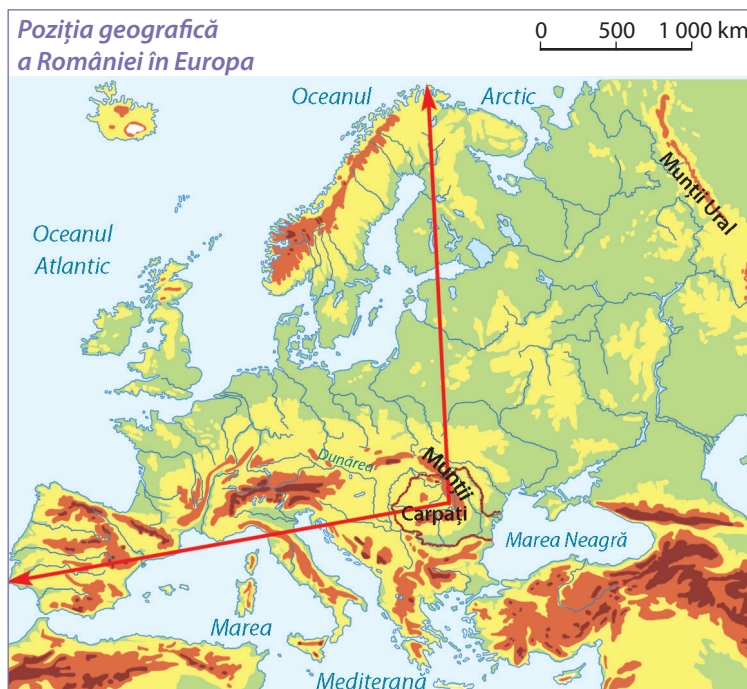 Poziția geografică
a României în Europa
0 500 1 000 km
Oceanul Arctic
Munții Ural
Oceanul
Atlantic
Dunărea
Munții
Carpați
Marea Neagră
Marea
Mediterană